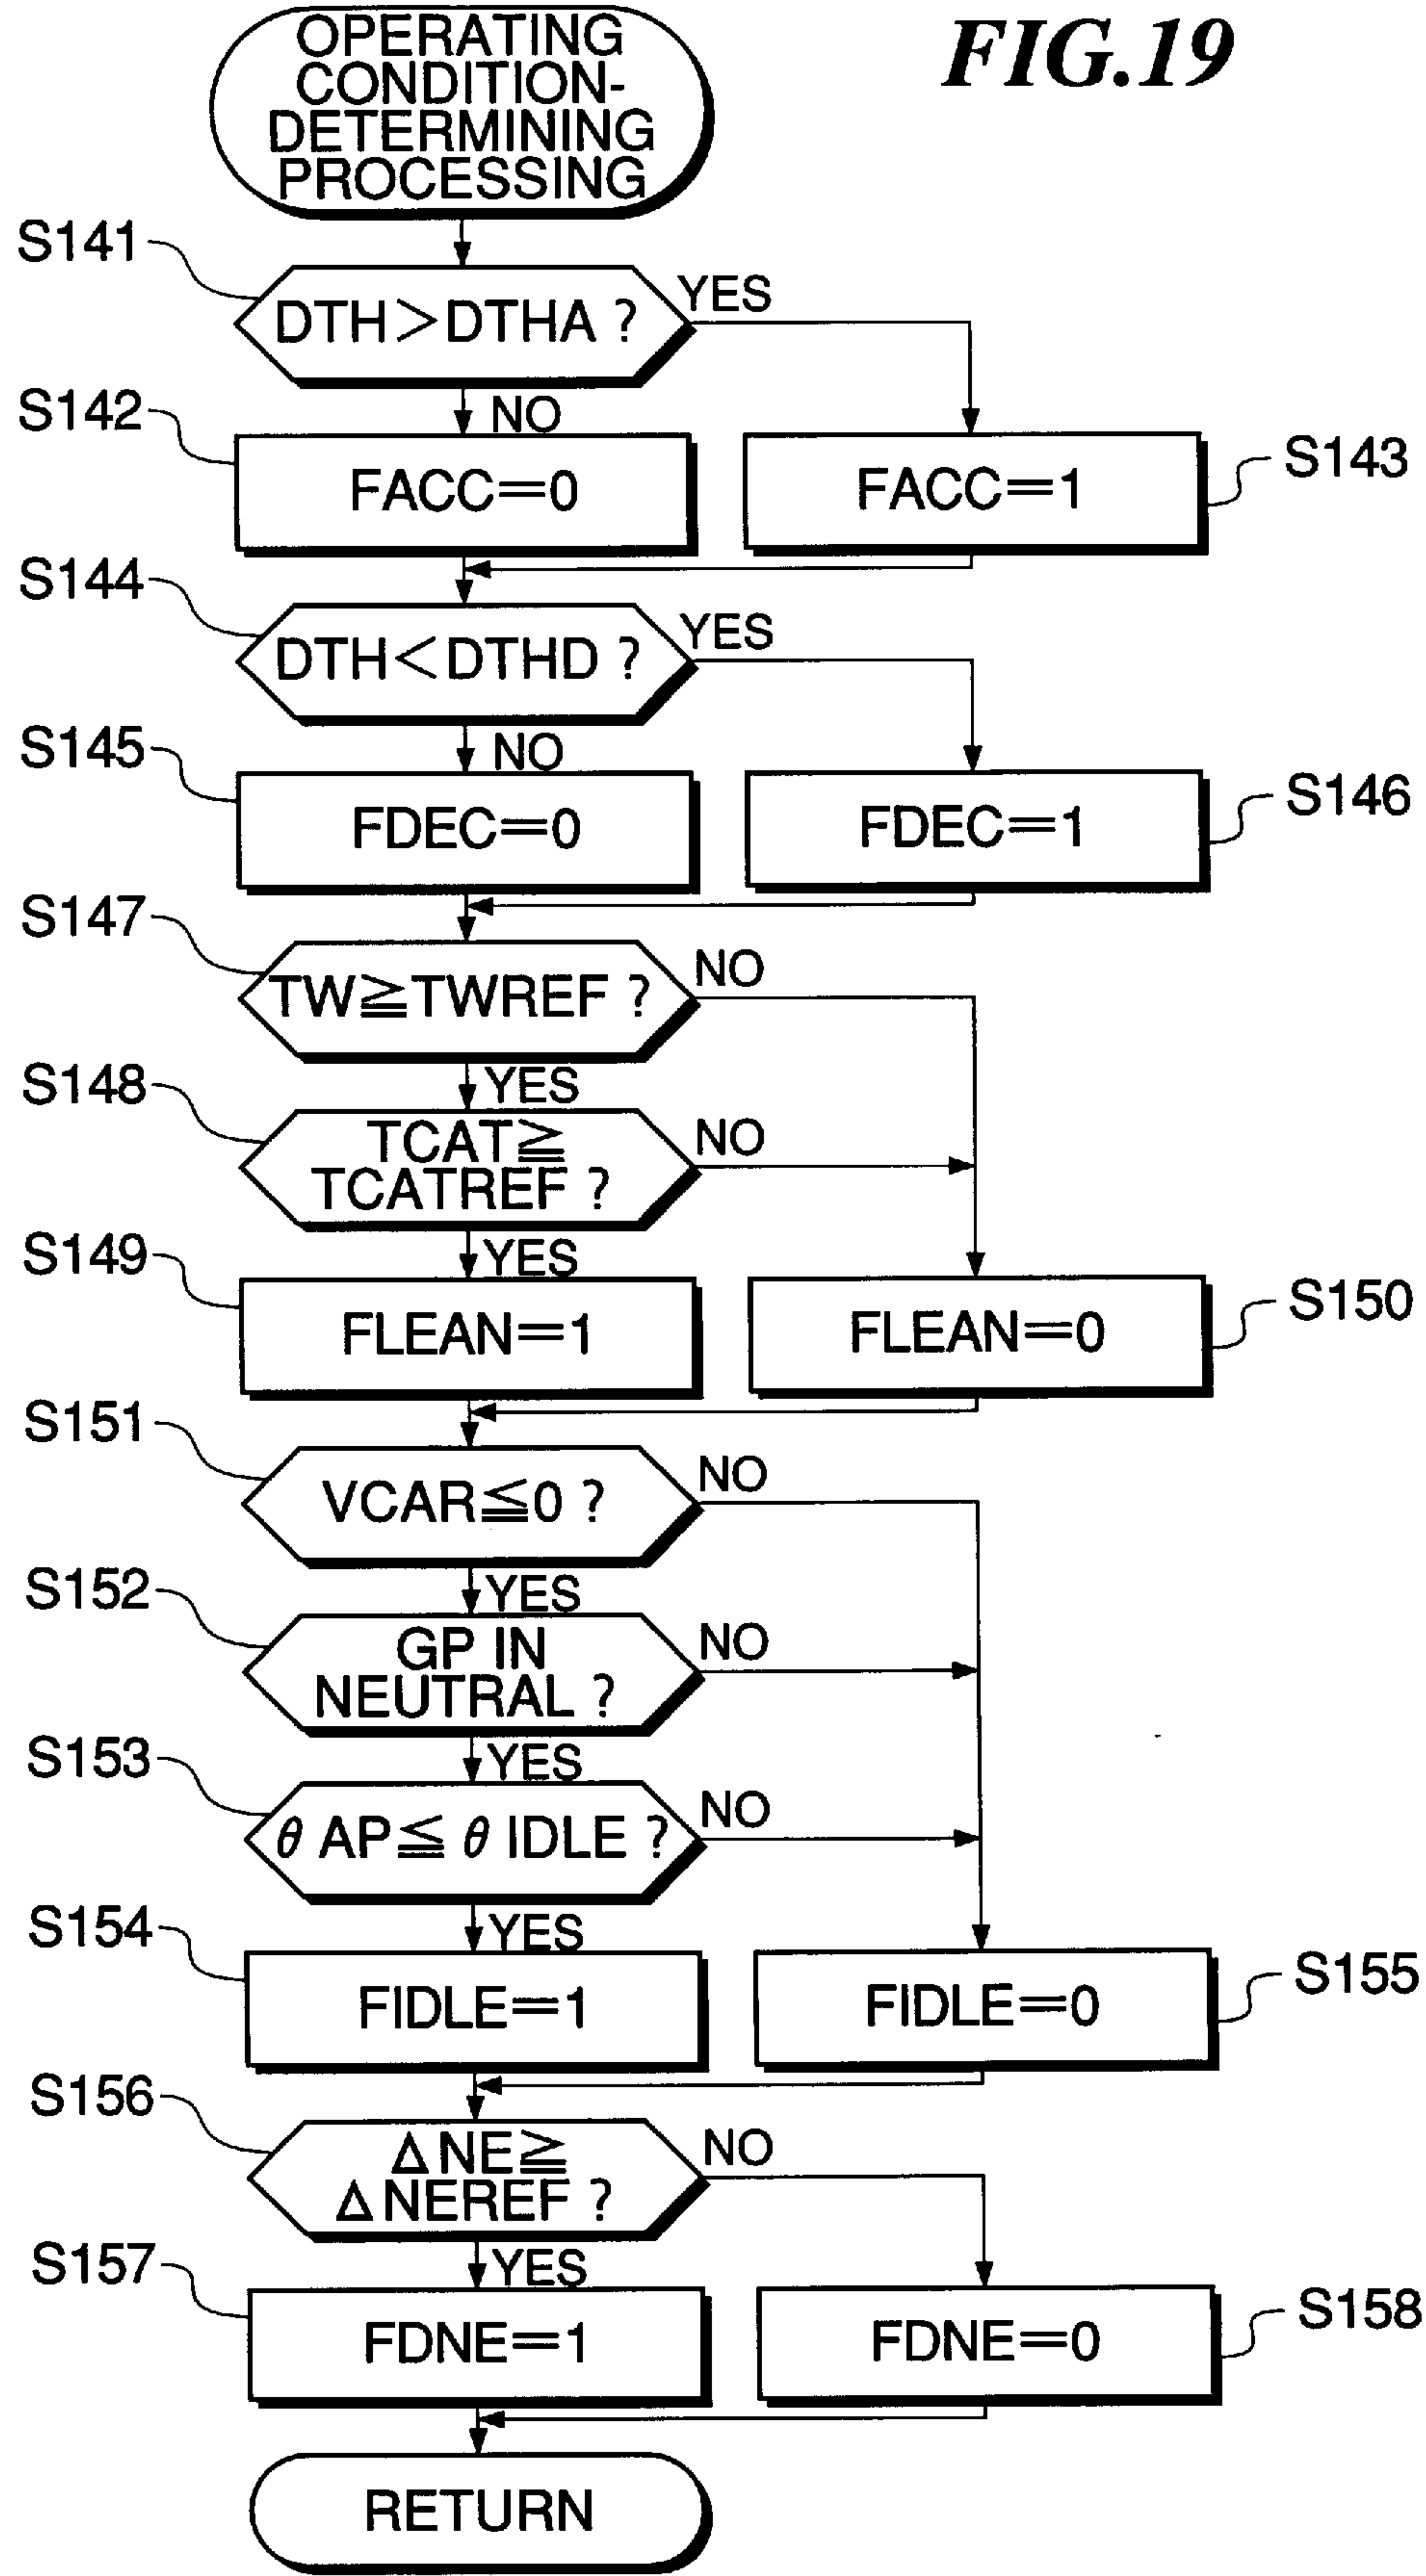 FIG.19
OPERATING
CONDITION-
DETERMINING
PROCESSING
S141
DTH>DTHA ?
YES
NO
S142
FACC=0
FACC=1
S143
S144
DTH<DTHD ?
YES
NO
S145
FDEC=0
FDEC=1
S146
S147
TW≧TWREF ?
NO
YES
S148
TCAT≧
TCATREF ?
NO
YES
S149
FLEAN=1
FLEAN=0
S150
S151
VCAR≦0 ?
NO
YES
S152
GP IN
NEUTRAL ?
NO
YES
S153
θ AP≦ θ IDLE ?
NO
YES
S154
FIDLE=1
FIDLE=0
S155
S156
Δ NE≧
Δ NEREF ?
NO
YES
S157
FDNE=1
FDNE=0
S158
RETURN